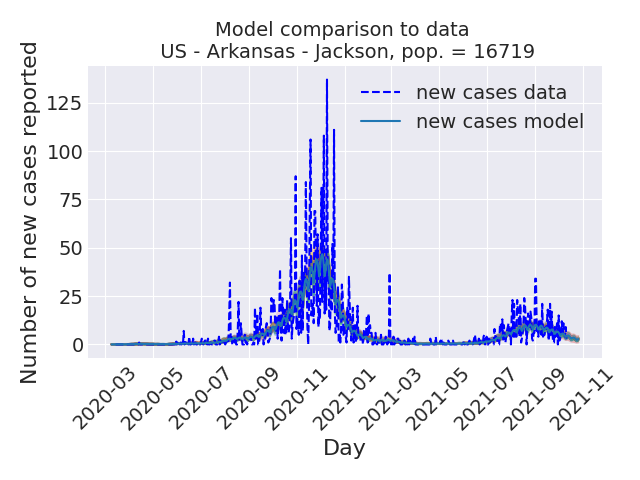 Model comparison to data
US - Arkansas - Jackson, pop. = 16719
Number of new cases reported
125
100
75
50
25
0
new cases data
new cases model
2020-03
2020-05
2020-07
2020-09
2020-11
2021-01
2021-03
2021-05
2021-07
2021-09
2021-11
Day